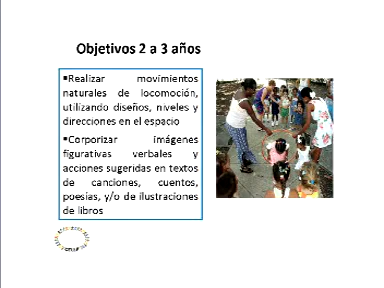 Objetivos 2 a 3 años
▪Realizar movimientos
naturales de locomoción,
utilizando diseños, niveles y
direcciones en el espacio
▪Corporizar imágenes
figurativas verbales y
acciones sugeridas en textos
de canciones, cuentos,
poesías, y/o de ilustraciones
de libros